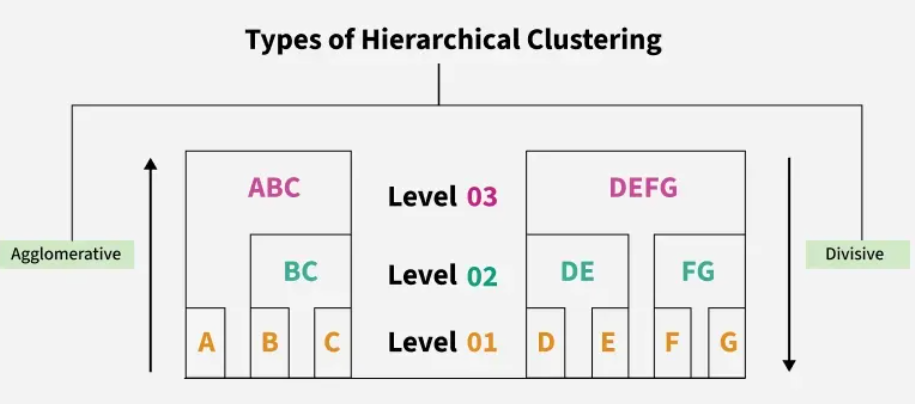 Types of Hierarchical Clustering
ABC
Level 03
DEFG
Agglomerative
Divisive
BC
Level 02
DE
FG
A
B
C
Level 01
D
E
F
G